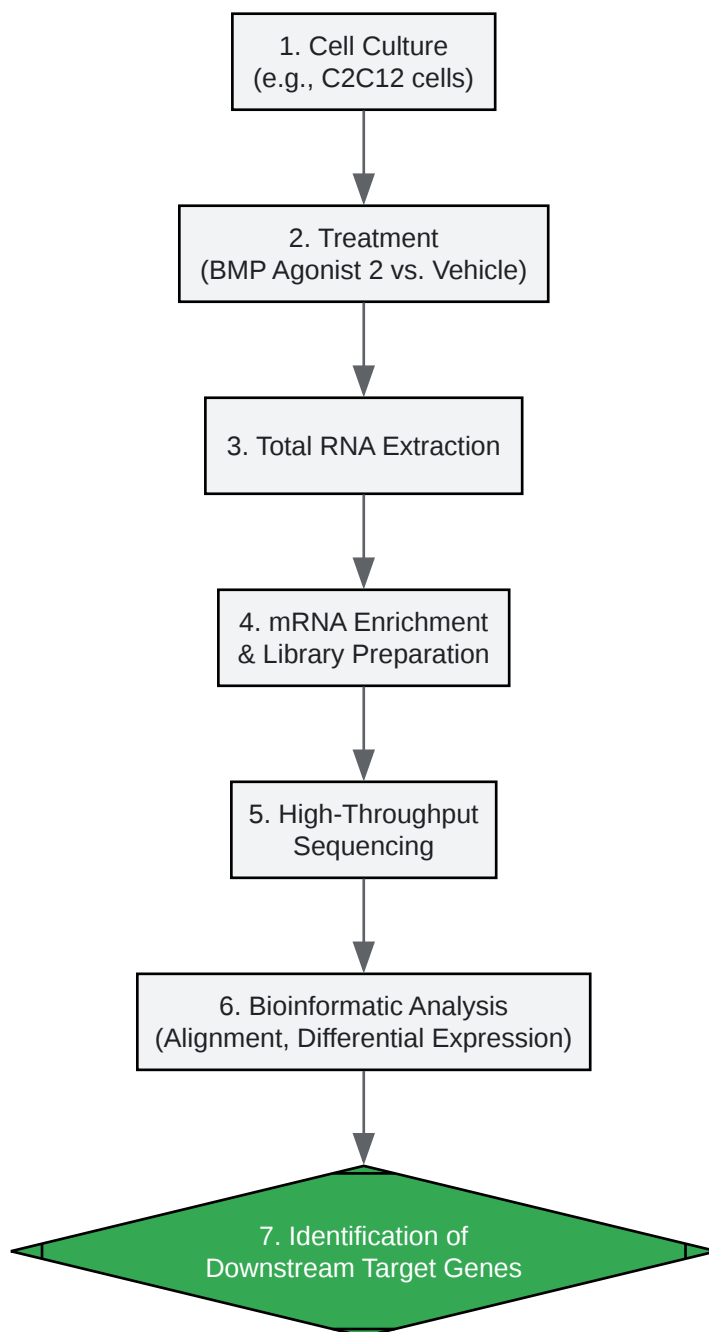 1. Cell Culture
(e.g., C2C12 cells)
2. Treatment
(BMP Agonist 2 vs. Vehicle)
3. Total RNA Extraction
4. mRNA Enrichment
& Library Preparation
5. High-Throughput
Sequencing
6. Bioinformatic Analysis
(Alignment, Differential Expression)
7. Identification of
Downstream Target Genes